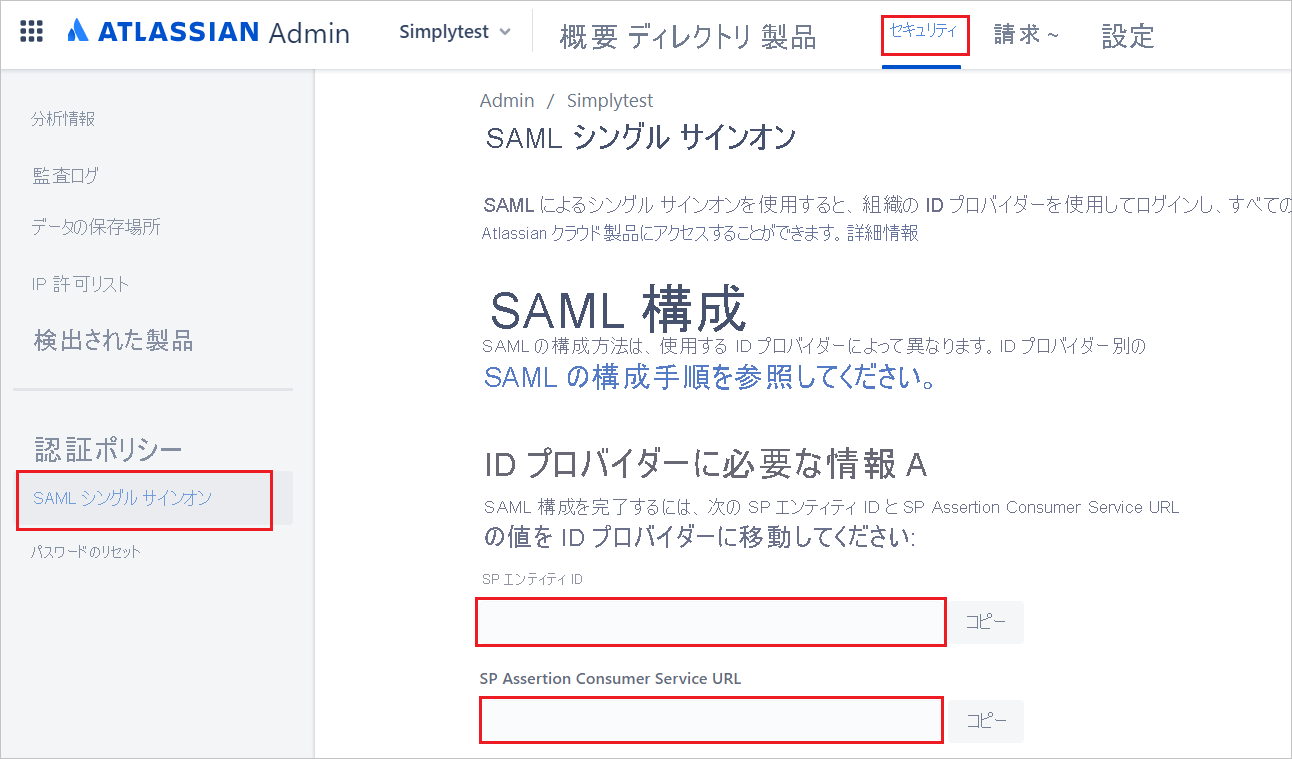 ATLASSIAN Admin Simplytest 概要 ディレクトリ 製品 セキュリティ 請求 ~ 設定
分析情報
監査ログ
データの保存場所
IP 許可リスト
検出された製品
認証ポリシー
SAML シングル サインオン
パスワードのリセット
Admin / Simplytest
SAML シングル サインオン
SAML によるシングル サインオンを使用すると、組織の ID プロバイダーを使用してログインし、すべての
Atlassian クラウド製品にアクセスすることができます。詳細情報
SAML 構成
SAML の構成方法は、使用する ID プロバイダーによって異なります。ID プロバイダー別の
SAML の構成手順を参照してください。
ID プロバイダーに必要な情報 A
SAML 構成を完了するには、次の SP エンティティ ID と SP Assertion Consumer Service URL
の値を ID プロバイダーに移動してください:
SP エンティティ ID
コピー
SP Assertion Consumer Service URL
コピー